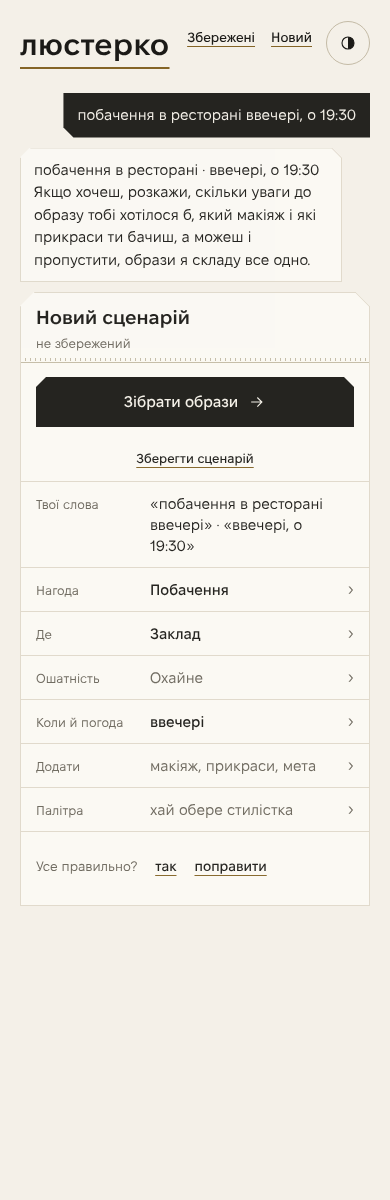 люстерко
Збережені
Новий
побачення в ресторані ввечері, о 19:30
побачення в ресторані · ввечері, о 19:30
Якщо хочеш, розкажи, скільки уваги до
образу тобі хотілося б, який макіяж і які
прикраси ти бачиш, а можеш і
пропустити, образи я складу все одно.
Новий сценарій
не збережений
Зібрати образи →
Зберегти сценарій
Твої слова
«побачення в ресторані
ввечері» · «ввечері, о
19:30»
Нагода Побачення ›
Де Заклад ›
Ошатність Охайне ›
Коли й погода ввечері ›
Додати макіяж, прикраси, мета ›
Палітра хай обере стилістка ›
Усе правильно? так поправити